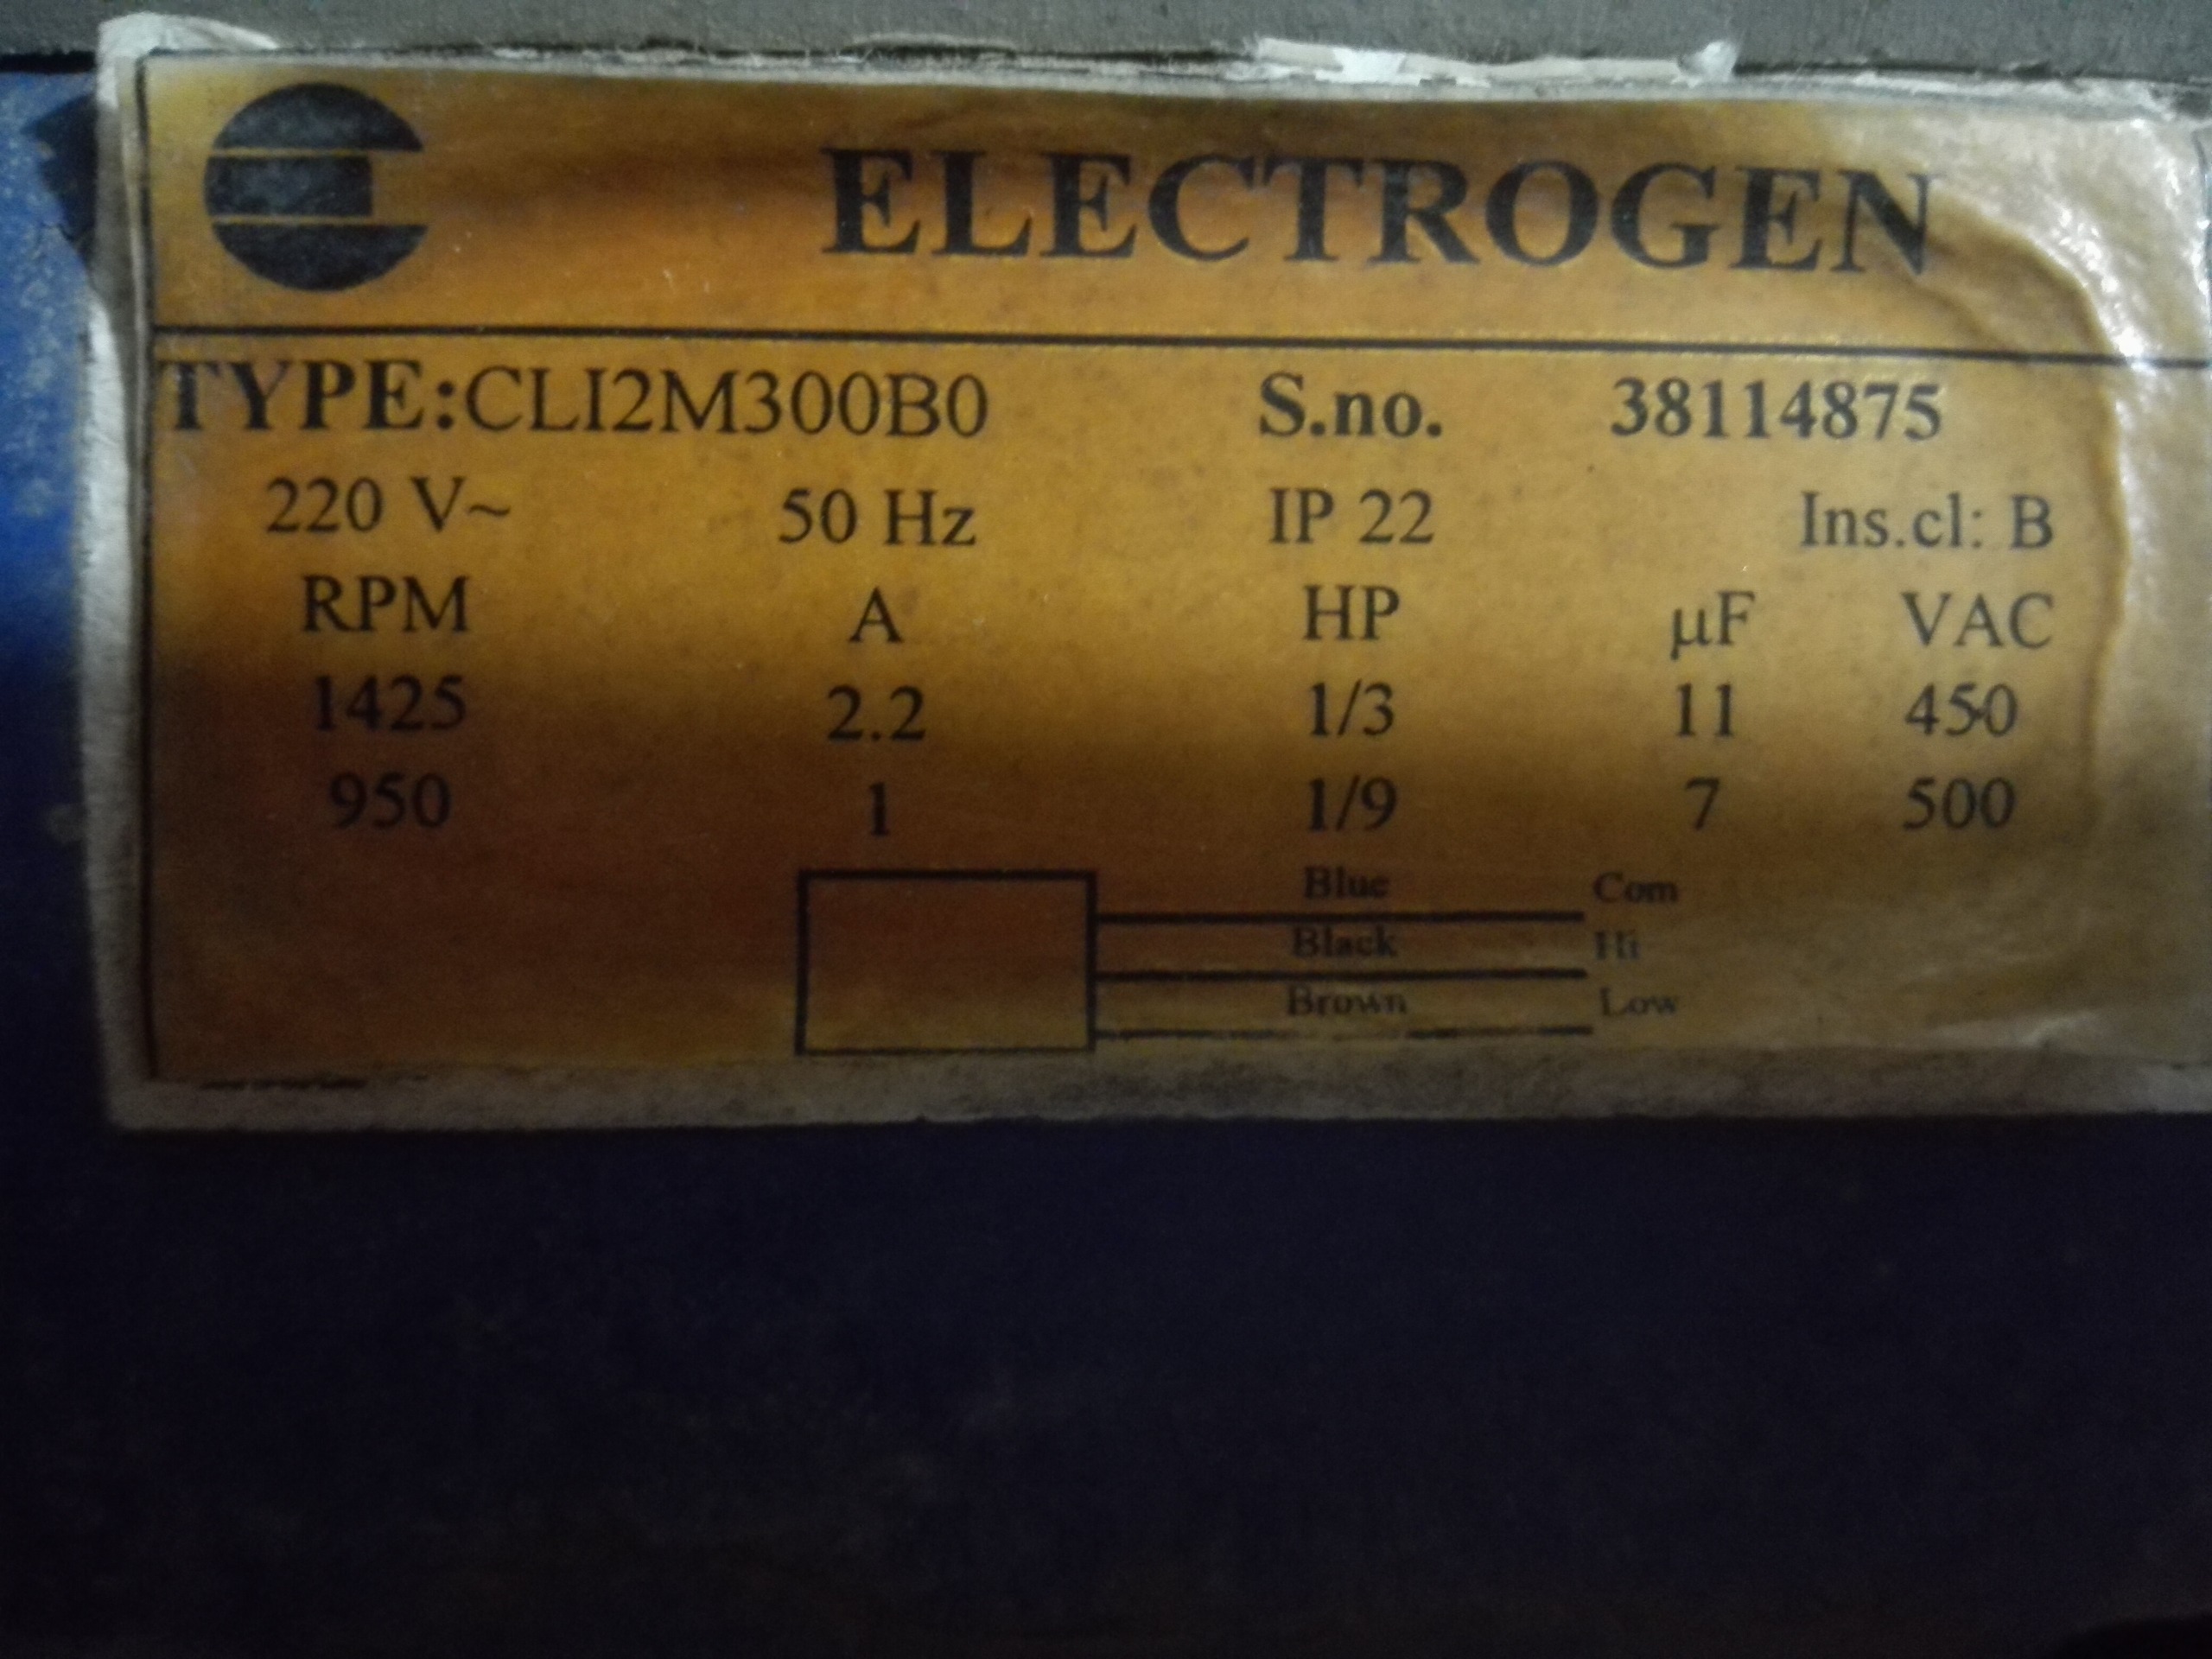 ELECTROGEN
TYPE:CLI2M300B0 S.no. 38114875
220 V~ 50 Hz IP 22 Ins.cl: B
RPM A HP µF VAC
1425 2.2 1/3 11 450
950 1 1/9 7 500
Blue Com
Black Hi
Brown Low